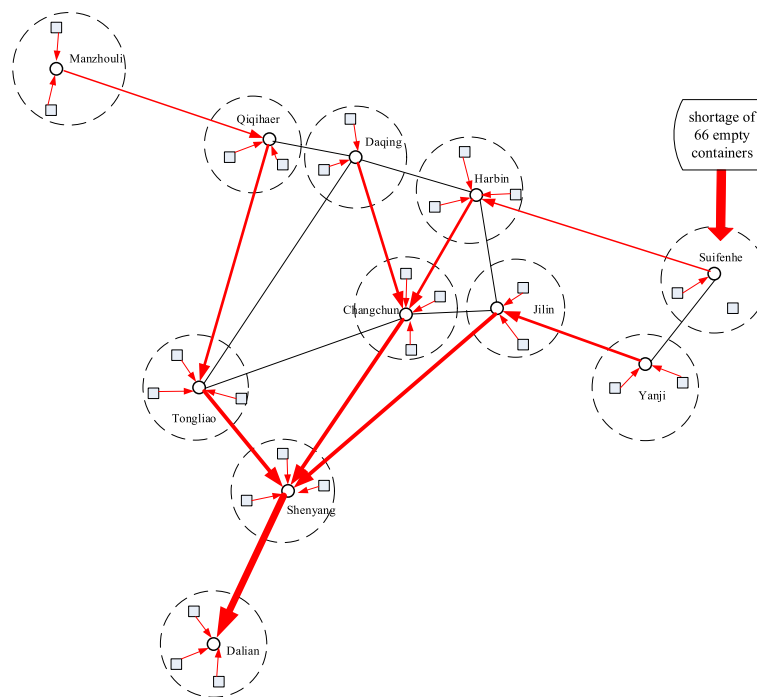 Manzhouli
Qiqihaer
Daqing
shortage of
66 empty
containers
Harbin
Suifenhe
Changchun
Jilin
Yanji
Tongliao
Shenyang
Dalian